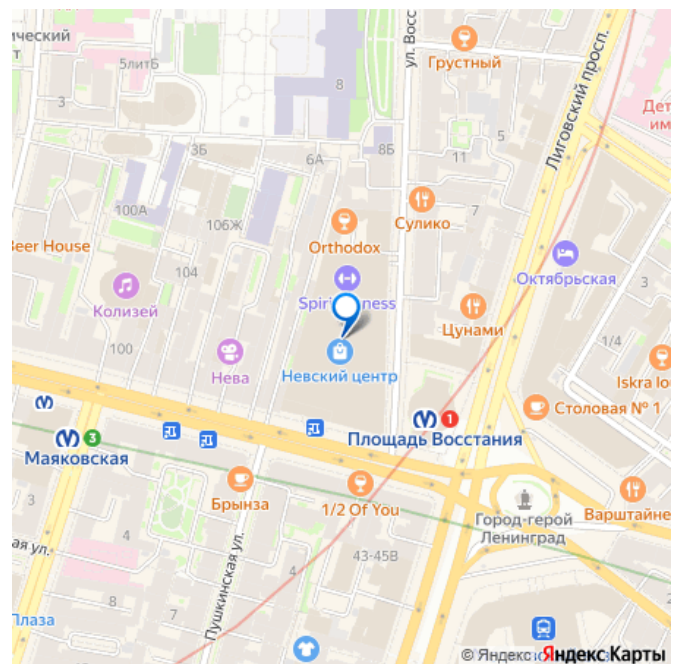 ический
т
5литБ
3
8
ул. Восс
Грустный
Лиговский просп.
Дет
им
3Б
6А
8Б
5
11
100А
106Ж
Orthodox
Сулико
7
Beer House
104
Колизей
Октябрьская
3
Цунами
100
Нева
Невский центр
1/4
Iskra lo
Столовая № 1
1
Площадь Восстания
3
Маяковская
Брынза
1/2 Of You
Город-герой
Ленинград
Варштайне
3
4
43-45В
ая ул.
4
8
7
Плаза
Пушкинская ул.
© Яндекс Яндекс Карты